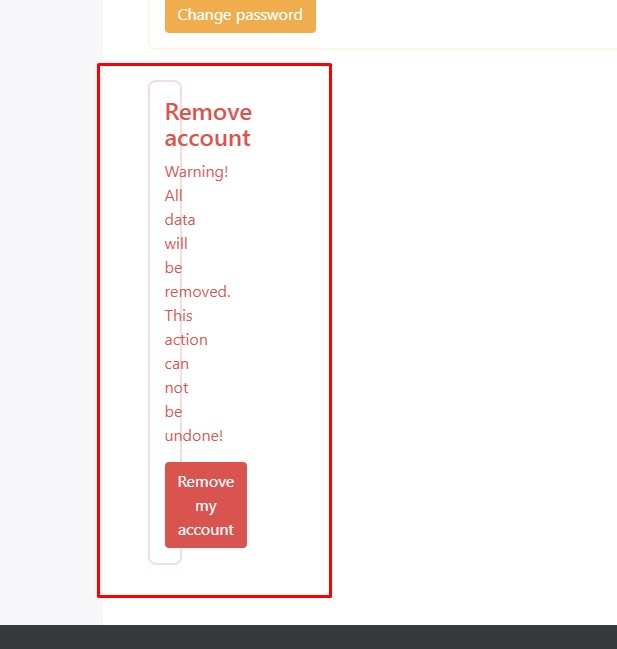 Change password
Remove
account
Warning!
All
data
will
be
removed.
This
action
can
not
be
undone!
Remove
my
account